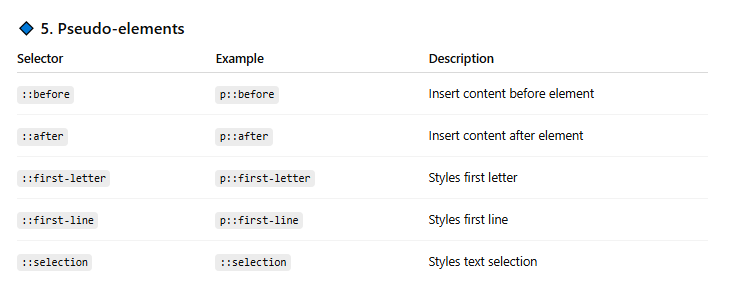 5. Pseudo-elements
Selector Example Description
::before p::before Insert content before element
::after p::after Insert content after element
::first-letter p::first-letter Styles first letter
::first-line p::first-line Styles first line
::selection ::selection Styles text selection